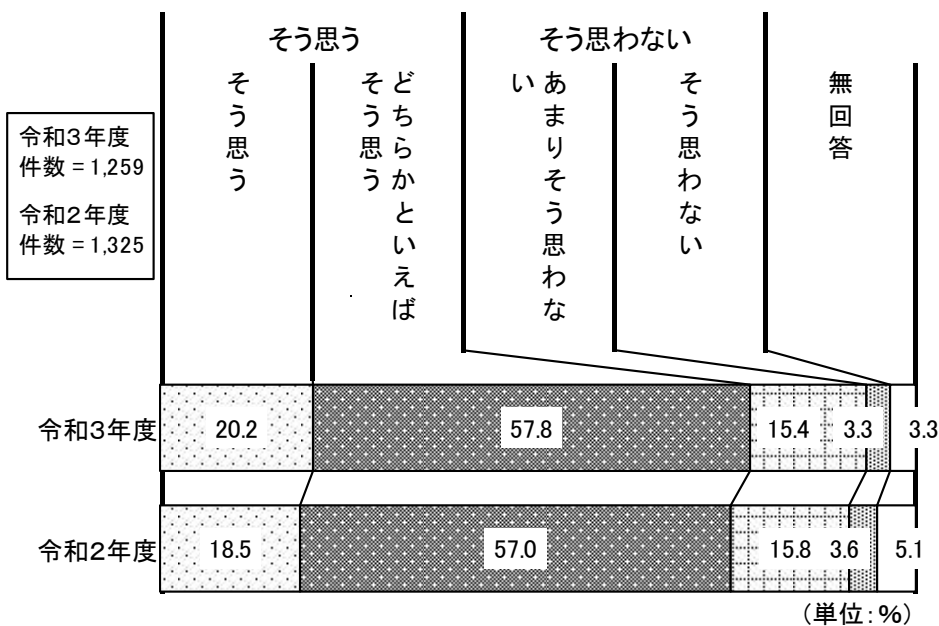 そう思う
そう思わない
そう思う
どちらかといえば
そう思う
あまりそう思わな
い
そう思わない
無回答
令和3年度
件数 = 1,259
令和2年度
件数 = 1,325
令和3年度
20.2
57.8
15.4
3.3
3.3
令和2年度
18.5
57.0
15.8
3.6
5.1
（単位：%）